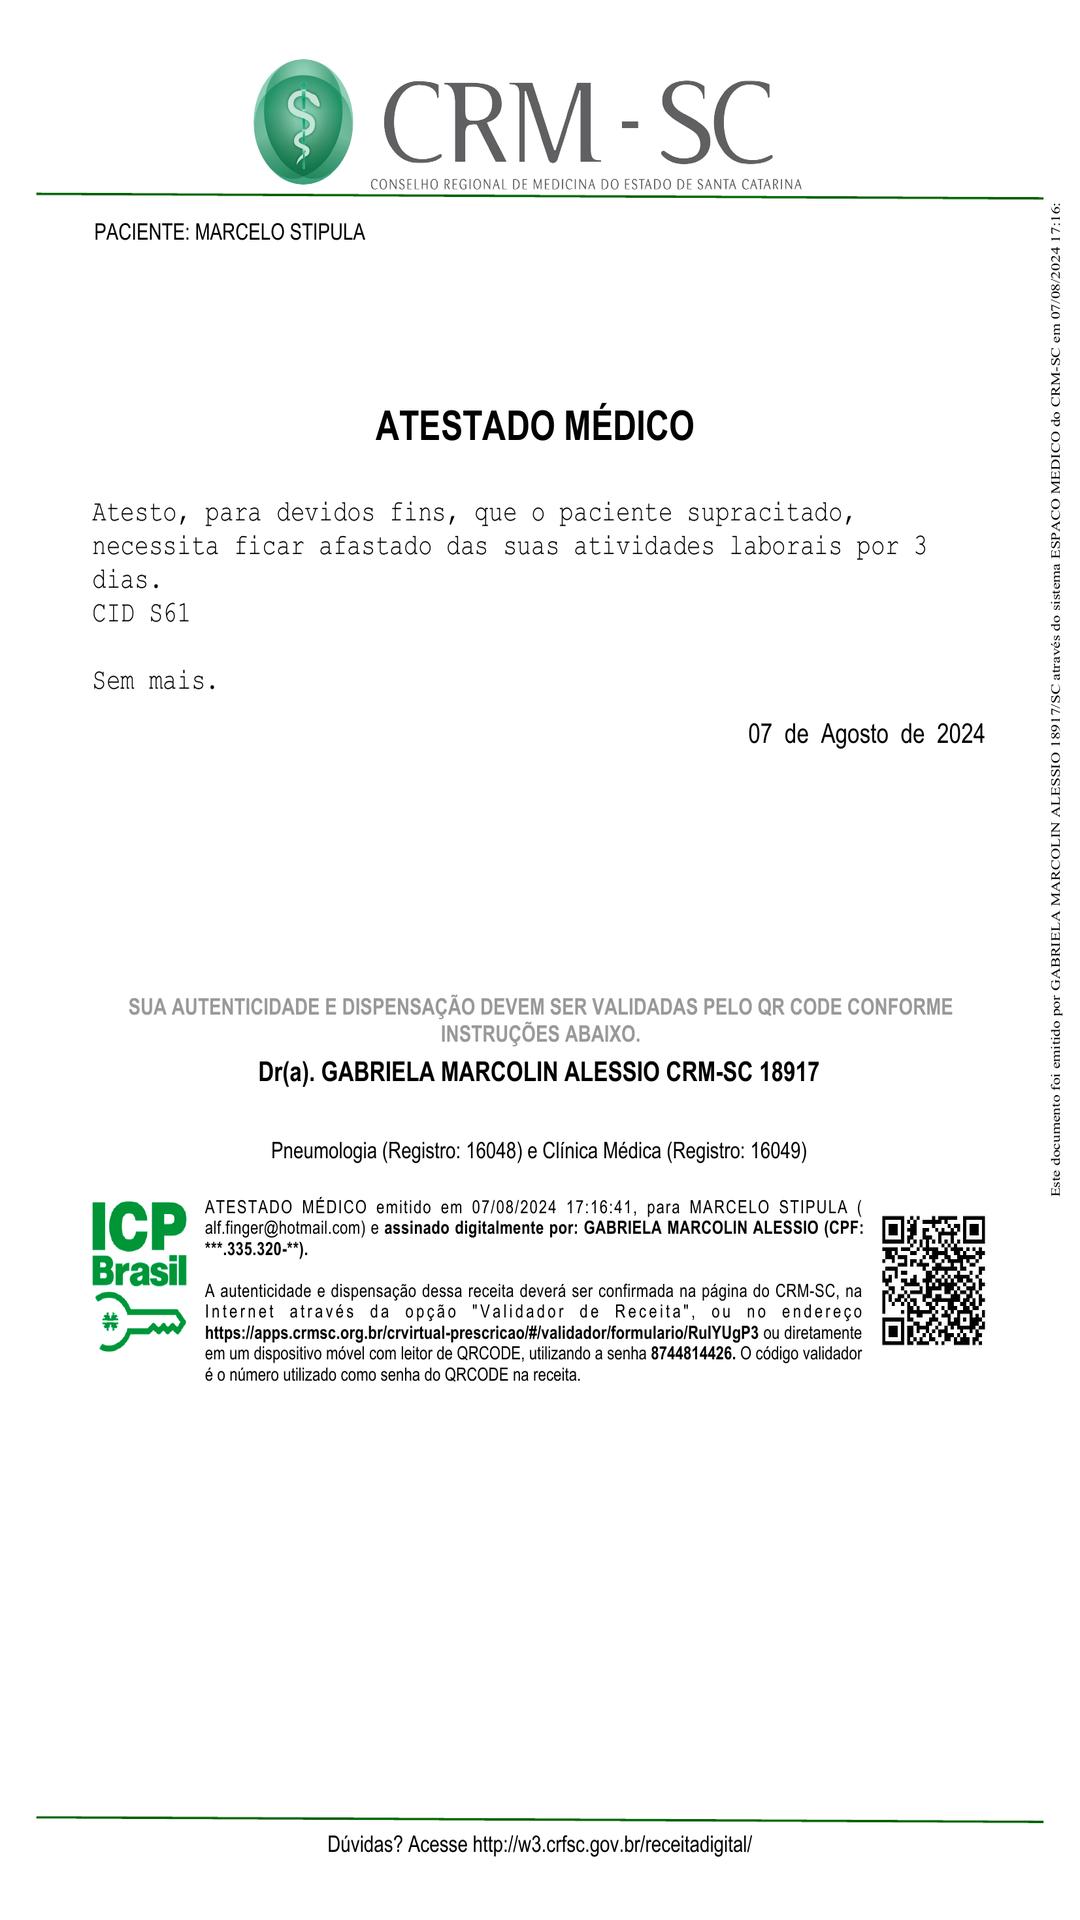 CRM - SC
CONSELHO REGIONAL DE MEDICINA DO ESTADO DE SANTA CATARINA
PACIENTE: MARCELO STIPULA
ATESTADO MÉDICO
Atesto, para devidos fins, que o paciente supracitado,
necessita ficar afastado das suas atividades laborais por 3
dias.
CID S61
Sem mais.
07 de Agosto de 2024
SUA AUTENTICIDADE E DISPENSAÇÃO DEVEM SER VALIDADAS PELO QR CODE CONFORME
INSTRUÇÕES ABAIXO.
Dr(a). GABRIELA MARCOLIN ALESSIO CRM-SC 18917
Pneumologia (Registro: 16048) e Clínica Médica (Registro: 16049)
ICP
Brasil
ATESTADO MÉDICO emitido em 07/08/2024 17:16:41, para MARCELO STIPULA (
alf.finger@hotmail.com) e assinado digitalmente por: GABRIELA MARCOLIN ALESSIO (CPF:
***.335.320-**).
A autenticidade e dispensação dessa receita deverá ser confirmada na página do CRM-SC, na
Internet através da opção "Validador de Receita", ou no endereço
https://apps.crmsc.org.br/crvirtual-prescricao/#/validador/formulario/RuIYUgP3 ou diretamente
em um dispositivo móvel com leitor de QRCODE, utilizando a senha 8744814426. O código validador
é o número utilizado como senha do QRCODE na receita.
Este documento foi emitido por GABRIELA MARCOLIN ALESSIO 18917/SC através do sistema ESPACO MEDICO do CRM-SC em 07/08/2024 17:16:
Dúvidas? Acesse http://w3.crfsc.gov.br/receitadigital/